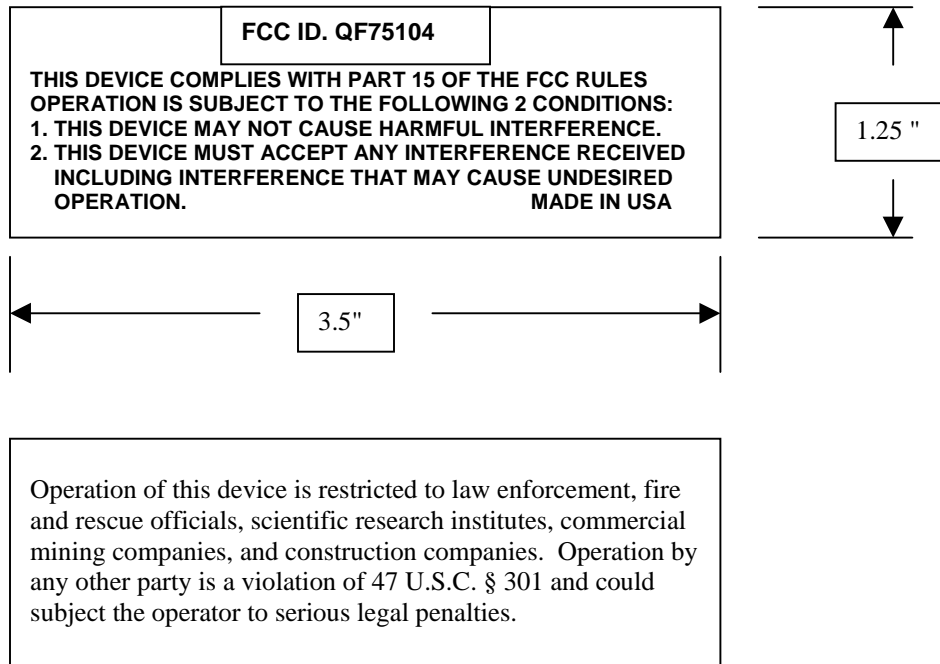 FCC ID. QF75104
THIS DEVICE COMPLIES WITH PART 15 OF THE FCC RULES
OPERATION IS SUBJECT TO THE FOLLOWING 2 CONDITIONS:
1. THIS DEVICE MAY NOT CAUSE HARMFUL INTERFERENCE.
2. THIS DEVICE MUST ACCEPT ANY INTERFERENCE RECEIVED
INCLUDING INTERFERENCE THAT MAY CAUSE UNDESIRED
OPERATION. MADE IN USA
1.25 "
3.5"
Operation of this device is restricted to law enforcement, fire
and rescue officials, scientific research institutes, commercial
mining companies, and construction companies.  Operation by
any other party is a violation of 47 U.S.C. § 301 and could
subject the operator to serious legal penalties.